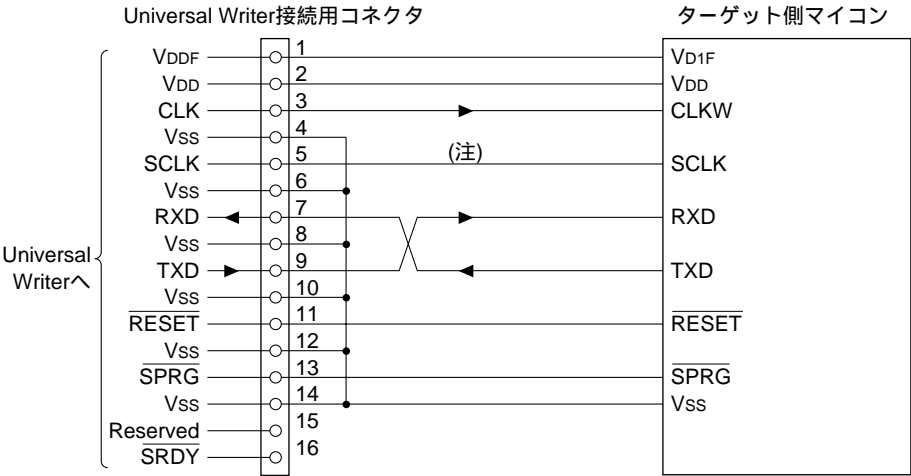 Universal Writer接続用コネクタ ターゲット側マイコン
VDDF 1 VD1F
VDD 2 VDD
CLK 3 CLKW
VSS 4
SCLK 5 (注) SCLK
VSS 6
RXD 7 RXD
VSS 8
Universal
Writerへ
TXD 9 TXD
VSS 10
RESET 11 RESET
VSS 12
SPRG 13 SPRG
VSS 14 VSS
Reserved 15
SRDY 16